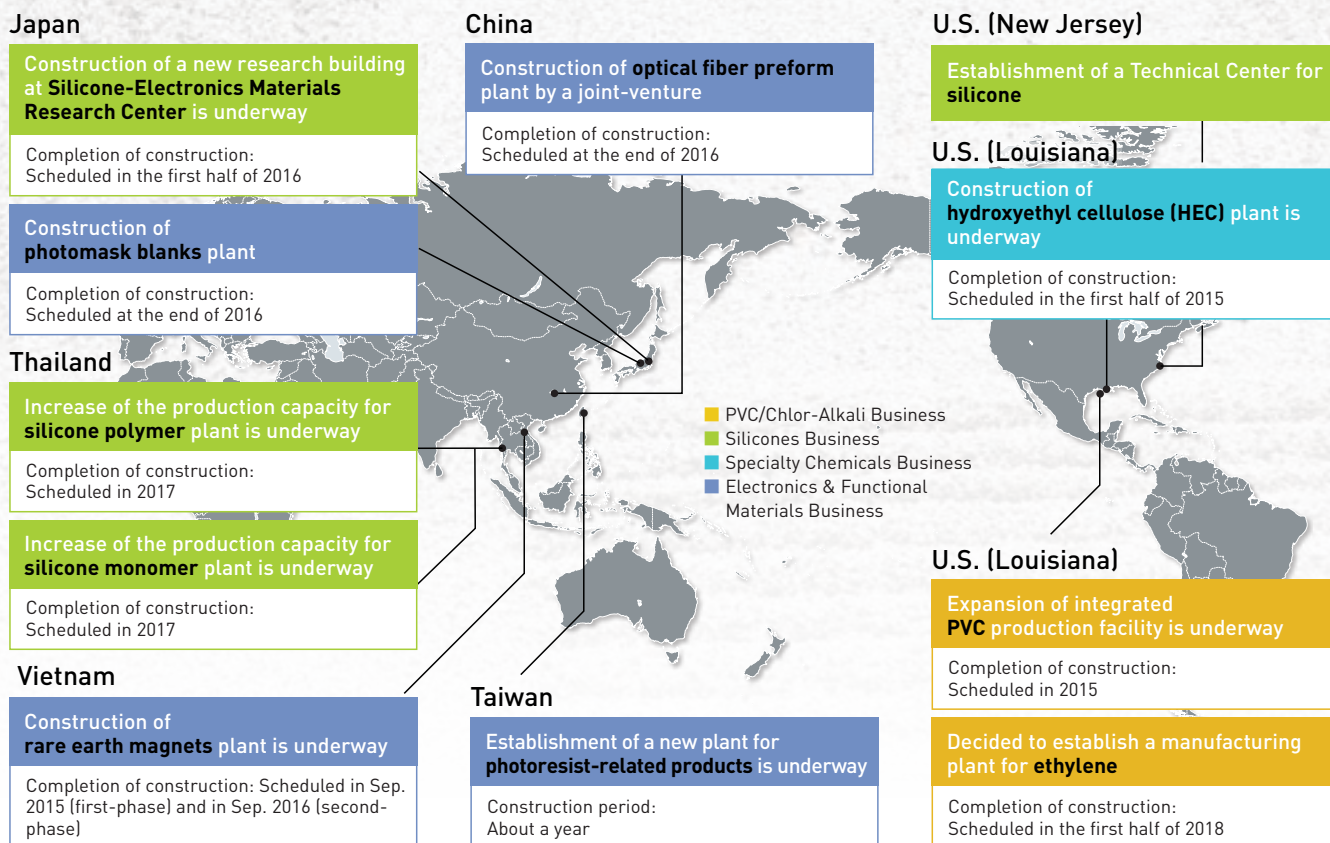 Japan
Construction of a new research building
at Silicone-Electronics Materials
Research Center is underway
Completion of construction:
Scheduled in the first half of 2016
Construction of
photomask blanks plant
Completion of construction:
Scheduled at the end of 2016
Thailand
Increase of the production capacity for
silicone polymer plant is underway
Completion of construction:
Scheduled in 2017
Increase of the production capacity for
silicone monomer plant is underway
Completion of construction:
Scheduled in 2017
Vietnam
Construction of
rare earth magnets plant is underway
Completion of construction: Scheduled in Sep.
2015 (first-phase) and in Sep. 2016 (second-
phase)
China
Construction of optical fiber preform
plant by a joint-venture
Completion of construction:
Scheduled at the end of 2016
PVC/Chlor-Alkali Business
Silicones Business
Specialty Chemicals Business
Electronics & Functional
Materials Business
Taiwan
Establishment of a new plant for
photoresist-related products is underway
Construction period:
About a year
U.S. (New Jersey)
Establishment of a Technical Center for
silicone
U.S. (Louisiana)
Construction of
hydroxyethyl cellulose (HEC) plant is
underway
Completion of construction:
Scheduled in the first half of 2015
U.S. (Louisiana)
Expansion of integrated
PVC production facility is underway
Completion of construction:
Scheduled in 2015
Decided to establish a manufacturing
plant for ethylene
Completion of construction:
Scheduled in the first half of 2018